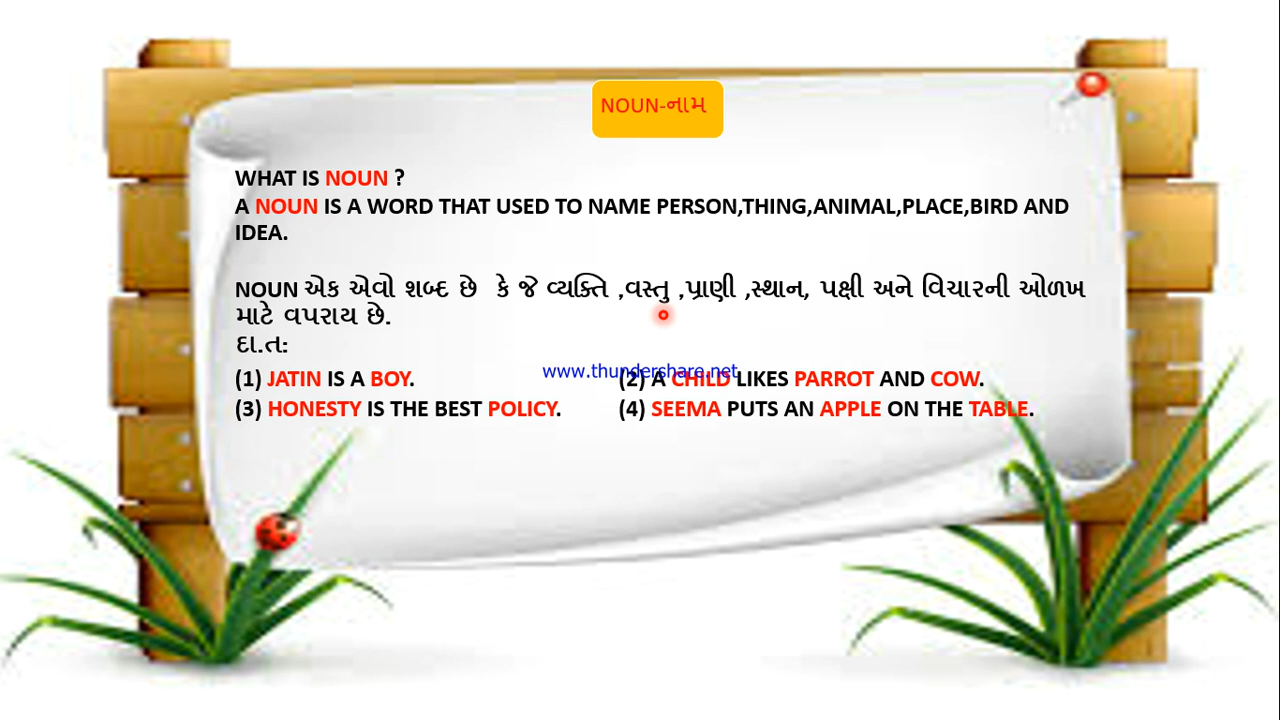 NOUN-નામ
WHAT IS NOUN ?
A NOUN IS A WORD THAT USED TO NAME PERSON,THING,ANIMAL,PLACE,BIRD AND
IDEA.
NOUN એક એવો શબ્દ છે કે જે વ્યક્તિ ,વસ્તુ ,પ્રાણી ,સ્થાન, પક્ષી અને વિચારની ઓળખ
માટે વપરાય છે.
દા.ત:
www.thundershare.net
(1) JATIN IS A BOY. (2) A CHILD LIKES PARROT AND COW.
(3) HONESTY IS THE BEST POLICY. (4) SEEMA PUTS AN APPLE ON THE TABLE.